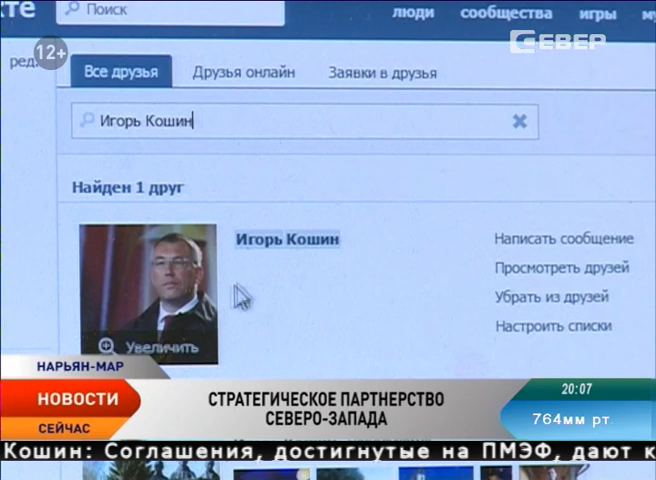 кте
Поиск
люди сообщества игры му
СЕВЕР
12+
ред.
Все друзья Друзья онлайн Заявки в друзья
Игорь Кошин
Найден 1 друг
Игорь Кошин
Написать сообщение
Просмотреть друзей
Убрать из друзей
Настроить списки
Увеличить
НАРЬЯН-МАР
НОВОСТИ
СЕЙЧАС
СТРАТЕГИЧЕСКОЕ ПАРТНЕРСТВО
СЕВЕРО-ЗАПАДА
20:07
764мм рт.
Кошин: Соглашения, достигнутые на ПМЭФ, дают к